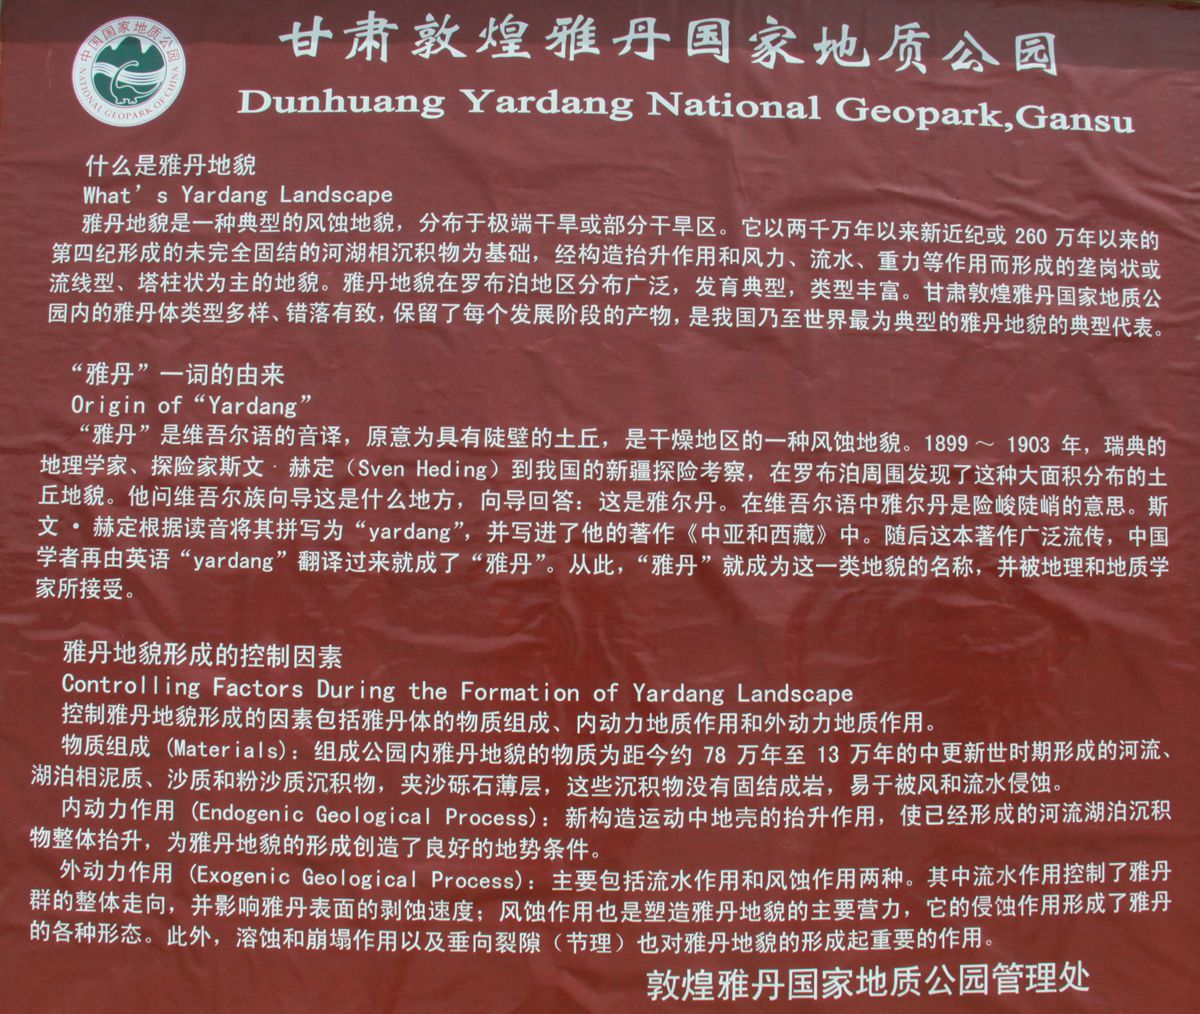 中国国家地质公园
NATIONAL GEOPARK OF CHINA
甘肃敦煌雅丹国家地质公园
Dunhuang Yardang National Geopark,Gansu
什么是雅丹地貌
What's Yardang Landscape
雅丹地貌是一种典型的风蚀地貌，分布于极端干旱或部分干旱区。它以两千万年以来新近纪或 260 万年以来的
第四纪形成的未完全固结的河湖相沉积物为基础，经构造抬升作用和风力、流水、重力等作用而形成的垄岗状或
流线型、塔柱状为主的地貌。雅丹地貌在罗布泊地区分布广泛，发育典型，类型丰富。甘肃敦煌雅丹国家地质公
园内的雅丹体类型多样、错落有致，保留了每个发展阶段的产物，是我国乃至世界最为典型的雅丹地貌的典型代表。
“雅丹”一词的由来
Origin of“Yardang”
“雅丹”是维吾尔语的音译，原意为具有陡壁的土丘，是干燥地区的一种风蚀地貌。1899～ 1903 年，瑞典的
地理学家、探险家斯文·赫定（Sven Heding）到我国的新疆探险考察，在罗布泊周围发现了这种大面积分布的土
丘地貌。他问维吾尔族向导这是什么地方，向导回答：这是雅尔丹。在维吾尔语中雅尔丹是险峻陡峭的意思。斯
文·赫定根据读音将其拼写为“yardang”，并写进了他的著作《中亚和西藏》中。随后这本著作广泛流传，中国
学者再由英语“yardang”翻译过来就成了“雅丹”。从此，“雅丹”就成为这一类地貌的名称，并被地理和地质学
家所接受。
雅丹地貌形成的控制因素
Controlling Factors During the Formation of Yardang Landscape
控制雅丹地貌形成的因素包括雅丹体的物质组成、内动力地质作用和外动力地质作用。
物质组成 (Materials)：组成公园内雅丹地貌的物质为距今约 78 万年至 13 万年的中更新世时期形成的河流、
湖泊相泥质、沙质和粉沙质沉积物，夹沙砾石薄层，这些沉积物没有固结成岩，易于被风和流水侵蚀。
内动力作用 (Endogenic Geological Process)：新构造运动中地壳的抬升作用，使已经形成的河流湖泊沉积
物整体抬升，为雅丹地貌的形成创造了良好的地势条件。
外动力作用 (Exogenic Geological Process)：主要包括流水作用和风蚀作用两种。其中流水作用控制了雅丹
群的整体走向，并影响雅丹表面的剥蚀速度；风蚀作用也是塑造雅丹地貌的主要营力，它的侵蚀作用形成了雅丹
的各种形态。此外，溶蚀和崩塌作用以及垂向裂隙（节理）也对雅丹地貌的形成起重要的作用。
敦煌雅丹国家地质公园管理处